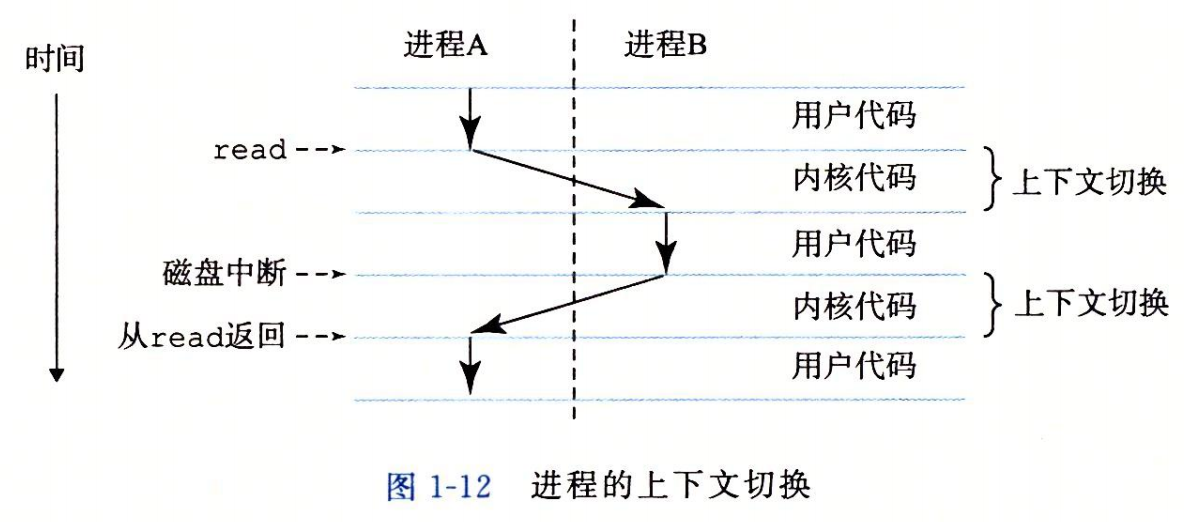 时间
进程A
进程B
用户代码
read
内核代码
上下文切换
用户代码
磁盘中断
内核代码
上下文切换
从read返回
用户代码
图 1-12 进程的上下文切换